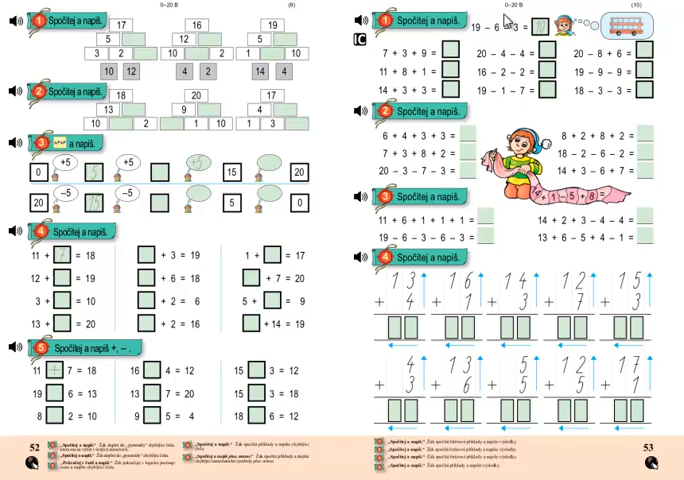 0–20 B
(9)
1 Spočítej a napiš.
17
5
3 2
16
12
10 2
19
5
1 10
10 12
4 2
14 4
2 Spočítej a napiš.
18
13
10 2
20
9
1 10
17
4
1 3
3 a napiš.
0 +5 5 +5 +5 15 20
20 –5 15 –5 5 0
4 Spočítej a napiš.
11 + 7 = 18
+ 3 = 19
1 + = 17
12 + = 19
+ 6 = 18
+ 7 = 20
3 + = 10
+ 2 = 6
5 + = 9
13 + = 20
+ 2 = 16
+ 14 = 19
5 Spočítej a napiš +, – .
11 + 7 = 18
16 4 = 12
15 3 = 12
19 6 = 13
13 7 = 20
15 3 = 18
8 2 = 10
9 5 = 4
18 6 = 12
52
0–20 B
(10)
1 Spočítej a napiš.
19 – 6 – 3 = 10
7 + 3 + 9 =
20 – 4 – 4 =
20 – 8 + 6 =
11 + 8 + 1 =
16 – 2 – 2 =
19 – 9 – 9 =
14 + 3 + 3 =
19 – 1 – 7 =
18 – 3 – 3 =
2 Spočítej a napiš.
6 + 4 + 3 + 3 =
8 + 2 + 8 + 2 =
7 + 3 + 8 + 2 =
18 – 2 – 6 – 2 =
20 – 3 – 7 – 3 =
14 + 3 – 6 + 7 =
14 + 1 – 5 + 8 =
3 Spočítej a napiš.
11 + 6 + 1 + 1 + 1 =
14 + 2 + 3 – 4 – 4 =
19 – 6 – 3 – 6 – 3 =
13 + 6 – 5 + 4 – 1 =
4 Spočítej a napiš.
13 16 14 12 15
+ 4 + 1 + 3 + 7 + 3
4 13 5 12 17
+ 3 + 6 + 5 + 5 + 1
53